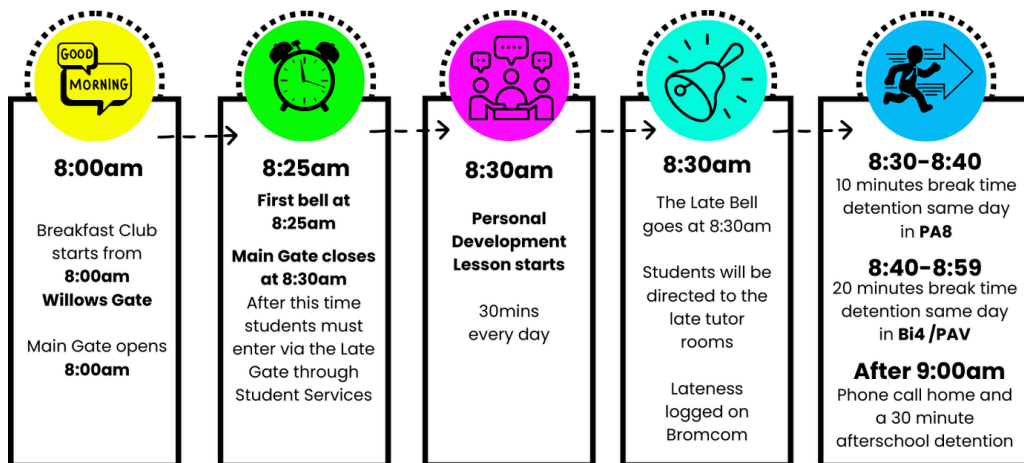 GOOD
MORNING
8:00am
Breakfast Club
starts from
8:00am
Willows Gate
Main Gate opens
8:00am
8:25am
First bell at
8:25am
Main Gate closes
at 8:30am
After this time
students must
enter via the Late
Gate through
Student Services
8:30am
Personal
Development
Lesson starts
30mins
every day
8:30am
The Late Bell
goes at 8:30am
Students will be
directed to the
late tutor
rooms
Lateness
logged on
Bromcom
8:30-8:40
10 minutes break time
detention same day
in PA8
8:40-8:59
20 minutes break time
detention same day
in Bi4 /PAV
After 9:00am
Phone call home and
a 30 minute
afterschool detention